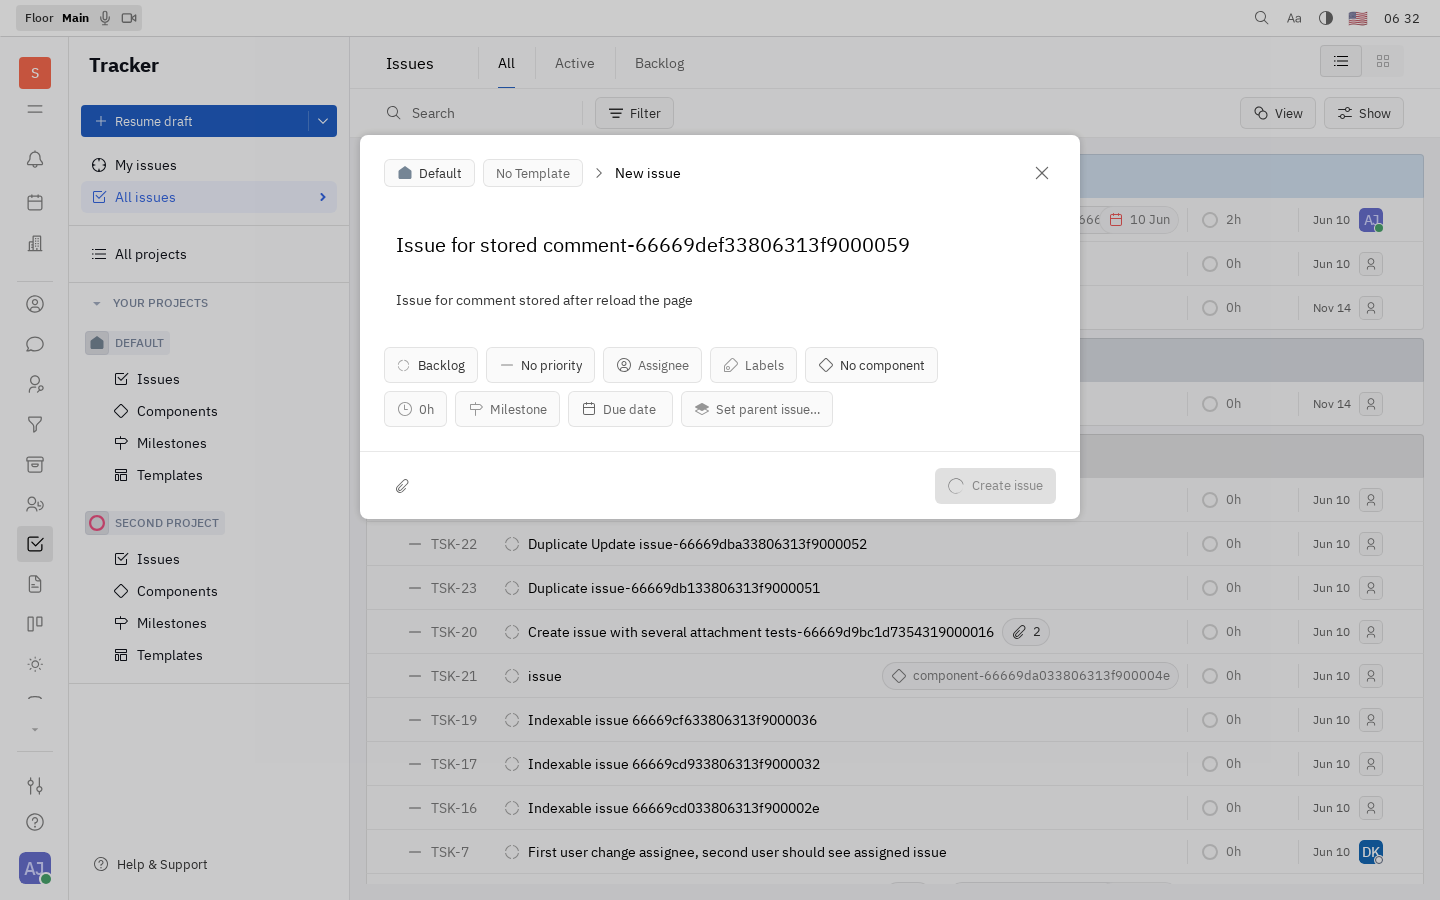 Floor Main
Aa
06 32
S
Tracker
Resume draft
My issues
All issues
All projects
YOUR PROJECTS
DEFAULT
Issues
Components
Milestones
Templates
SECOND PROJECT
Issues
Components
Milestones
Templates
Help & Support
AJ
Issues
All
Active
Backlog
Search
Filter
View
Show
666
10 Jun
2h
Jun 10
AJ
0h
Jun 10
0h
Nov 14
0h
Nov 14
Default
No Template
New issue
Issue for stored comment-66669def33806313f9000059
Issue for comment stored after reload the page
Backlog
No priority
Assignee
Labels
No component
0h
Milestone
Due date
Set parent issue...
Create issue
0h
Jun 10
TSK-22 Duplicate Update issue-66669dba33806313f9000052 0h Jun 10
TSK-23 Duplicate issue-66669db133806313f9000051 0h Jun 10
TSK-20 Create issue with several attachment tests-66669d9bc1d7354319000016 2 0h Jun 10
TSK-21 issue component-66669da033806313f900004e 0h Jun 10
TSK-19 Indexable issue 66669cf633806313f9000036 0h Jun 10
TSK-17 Indexable issue 66669cd933806313f9000032 0h Jun 10
TSK-16 Indexable issue 66669cd033806313f900002e 0h Jun 10
TSK-7 First user change assignee, second user should see assigned issue 0h Jun 10 DK